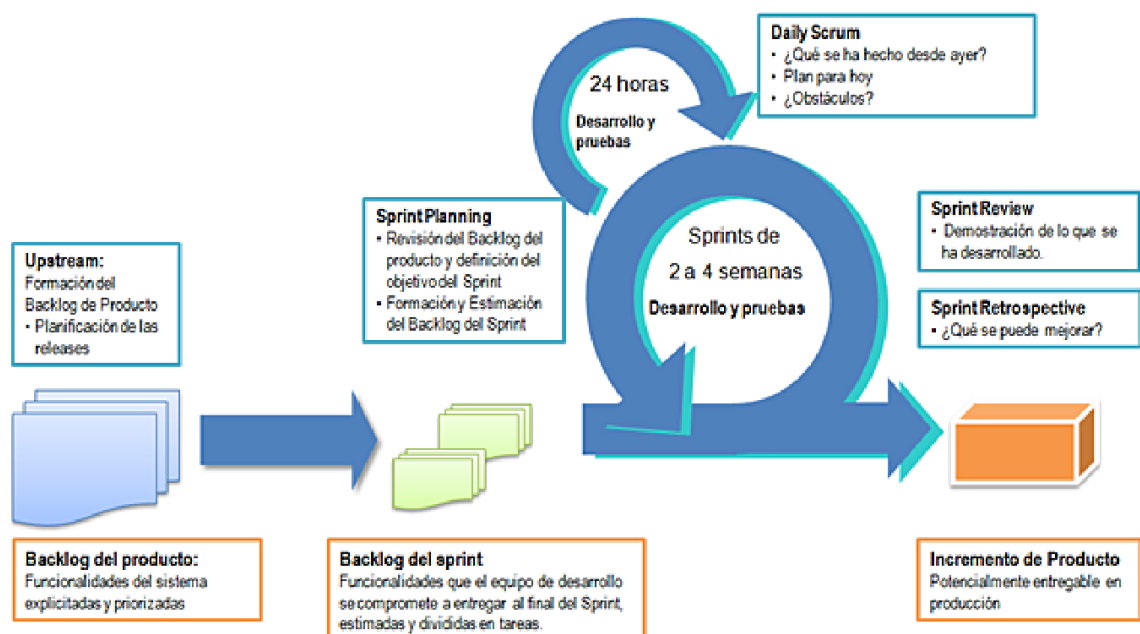 Daily Scrum
• ¿Qué se ha hecho desde ayer?
• Plan para hoy
• ¿Obstáculos?
24 horas
Desarrollo y
pruebas
Sprint Planning
• Revisión del Backlog del
producto y definición del
objetivo del Sprint
• Formación y Estimación
del Backlog del Sprint
Sprints de
2 a 4 semanas
Desarrollo y pruebas
Sprint Review
• Demostración de lo que se
ha desarrollado.
Sprint Retrospective
• ¿Qué se puede mejorar?
Upstream:
Formación del
Backlog de Producto
• Planificación de las
releases
Backlog del producto:
Funcionalidades del sistema
explicitadas y priorizadas
Backlog del sprint
Funcionalidades que el equipo de desarrollo
se compromete a entregar al final del Sprint,
estimadas y divididas en tareas.
Incremento de Producto
Potencialmente entregable en
producción